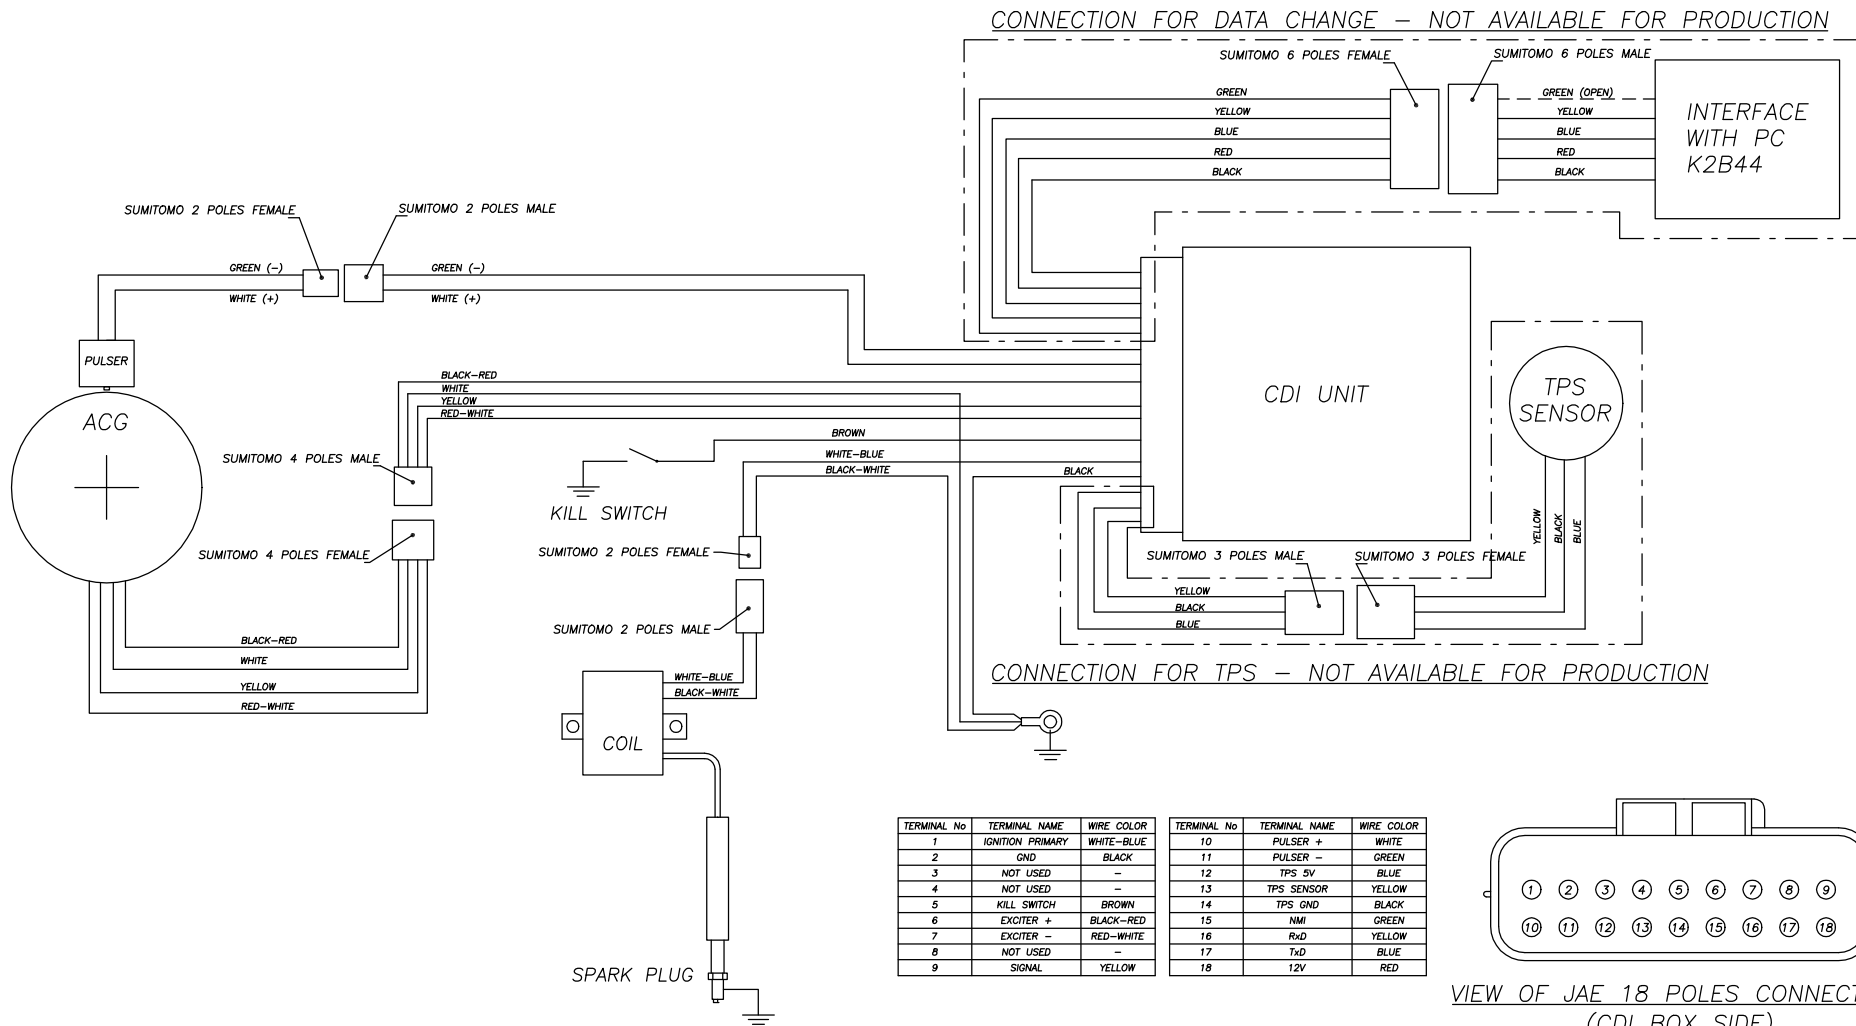 CONNECTION FOR DATA CHANGE – NOT AVAILABLE FOR PRODUCTION
SUMITOMO 6 POLES FEMALE
SUMITOMO 6 POLES MALE
GREEN
YELLOW
BLUE
RED
BLACK
GREEN (OPEN)
YELLOW
BLUE
RED
BLACK
INTERFACE
WITH PC
K2B44
SUMITOMO 2 POLES FEMALE
SUMITOMO 2 POLES MALE
GREEN (-)
WHITE (+)
GREEN (-)
WHITE (+)
PULSER
ACG
BLACK-RED
WHITE
YELLOW
RED-WHITE
SUMITOMO 4 POLES MALE
SUMITOMO 4 POLES FEMALE
BLACK-RED
WHITE
YELLOW
RED-WHITE
BROWN
WHITE-BLUE
BLACK-WHITE
KILL SWITCH
SUMITOMO 2 POLES FEMALE
SUMITOMO 2 POLES MALE
WHITE-BLUE
BLACK-WHITE
COIL
SPARK PLUG
BLACK
CDI UNIT
TPS
SENSOR
YELLOW
BLACK
BLUE
SUMITOMO 3 POLES MALE
SUMITOMO 3 POLES FEMALE
YELLOW
BLACK
BLUE
CONNECTION FOR TPS – NOT AVAILABLE FOR PRODUCTION
TERMINAL No TERMINAL NAME WIRE COLOR
1 IGNITION PRIMARY WHITE-BLUE
2 GND BLACK
3 NOT USED –
4 NOT USED –
5 KILL SWITCH BROWN
6 EXCITER + BLACK-RED
7 EXCITER – RED-WHITE
8 NOT USED –
9 SIGNAL YELLOW
TERMINAL No TERMINAL NAME WIRE COLOR
10 PULSER + WHITE
11 PULSER – GREEN
12 TPS 5V BLUE
13 TPS SENSOR YELLOW
14 TPS GND BLACK
15 NMI GREEN
16 RxD YELLOW
17 TxD BLUE
18 12V RED
1 2 3 4 5 6 7 8 9
10 11 12 13 14 15 16 17 18
VIEW OF JAE 18 POLES CONNECT
(CDI BOX SIDE)